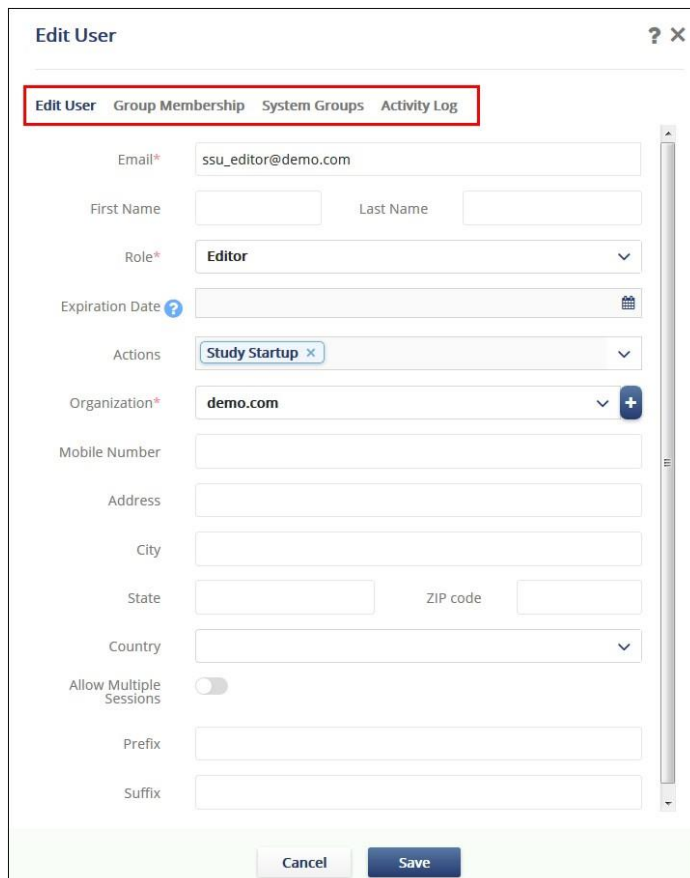 Edit User ? ×
Edit User Group Membership System Groups Activity Log
Email* ssu_editor@demo.com
First Name Last Name
Role* Editor
Expiration Date ?
Actions Study Startup ×
Organization* demo.com +
Mobile Number
Address
City
State ZIP code
Country
Allow Multiple
Sessions
Prefix
Suffix
Cancel Save